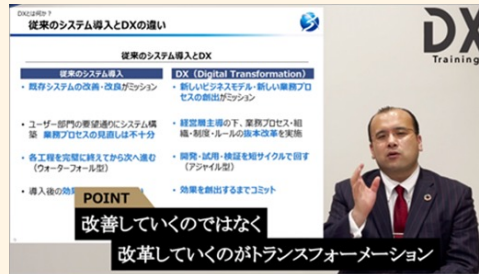 DXとは何か?
従来のシステム導入とDXの違い
従来のシステム導入とDX
従来のシステム導入
・既存システムの改善・改良がミッション
・ユーザー部門の要望通りにシステム構
築 業務プロセスの見直しは不十分
・各工程を完璧に終えてから次へ進む
(ウォーターフォール型)
・導入後の効
DX(Digital Transformation)
・新しいビジネスモデル・新しい業務プロ
セスの創出がミッション
・経営層主導の下、業務プロセス・組
織・制度・ルールの抜本改革を実施
・開発・試用・検証を短サイクルで回す
(アジャイル型)
・効果を創出するまでコミット
DX
Training
POINT
改善していくのではなく
改革していくのがトランスフォーメーション